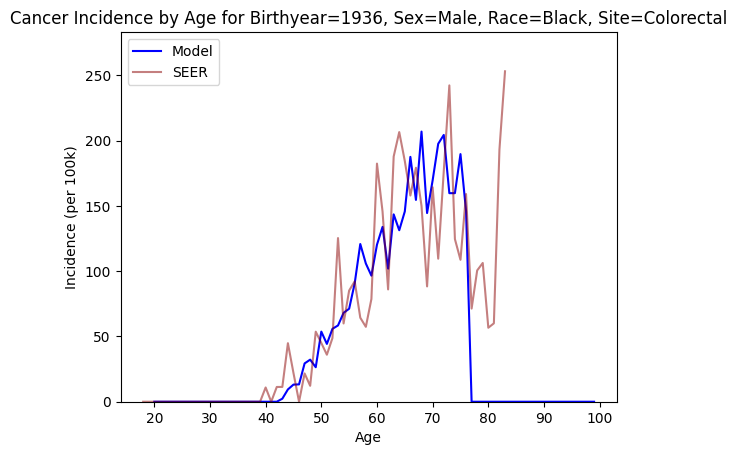 Cancer Incidence by Age for Birthyear=1936, Sex=Male, Race=Black, Site=Colorectal
Model
SEER
250
200
150
100
50
0
Incidence (per 100k)
20 30 40 50 60 70 80 90 100
Age